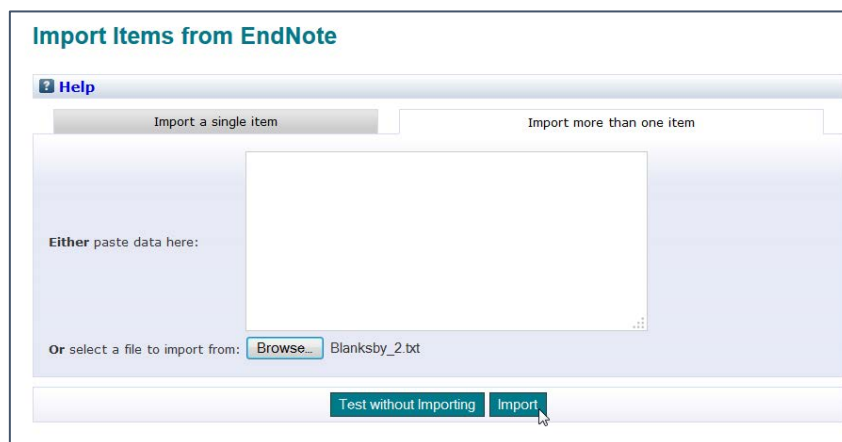 Import Items from EndNote
? Help
Import a single item Import more than one item
Either paste data here:
Or select a file to import from: Browse... Blanksby_2.txt
Test without Importing Import